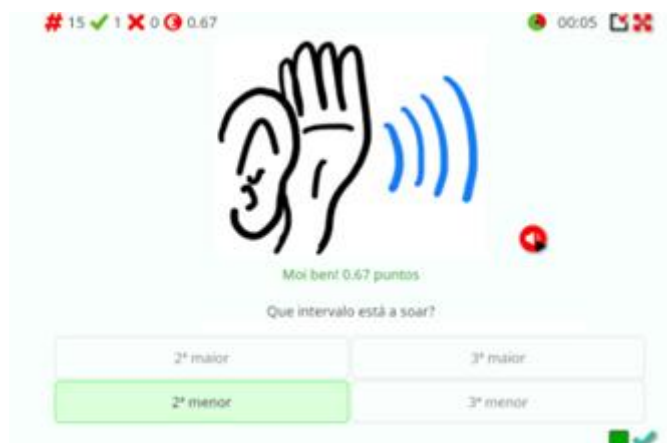 # 15 ✓ 1 ✗ 0 0.67 00:05
Moi ben! 0.67 puntos
Que intervalo está a soar?
2ª maior 3ª maior
2ª menor 3ª menor